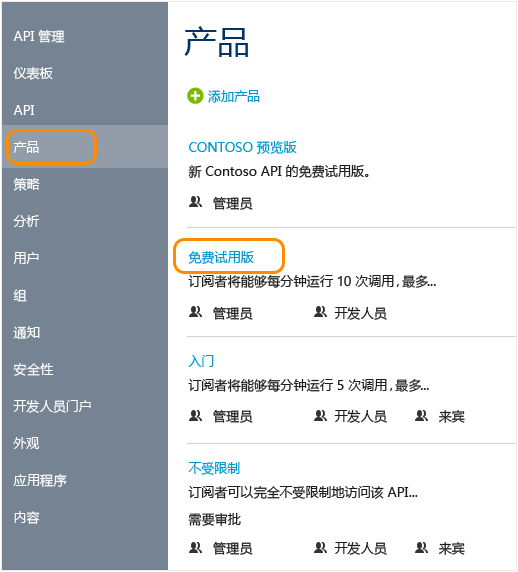 API 管理
仪表板
API
产品
策略
分析
用户
组
通知
安全性
开发人员门户
外观
应用程序
内容
产品
添加产品
CONTOSO 预览版
新 Contoso API 的免费试用版。
管理员
免费试用版
订阅者将能够每分钟运行 10 次调用,最多...
管理员 开发人员
入门
订阅者将能够每分钟运行 5 次调用,最多...
管理员 开发人员 来宾
不受限制
订阅者可以完全不受限制地访问该 API...
需要审批
管理员 开发人员 来宾